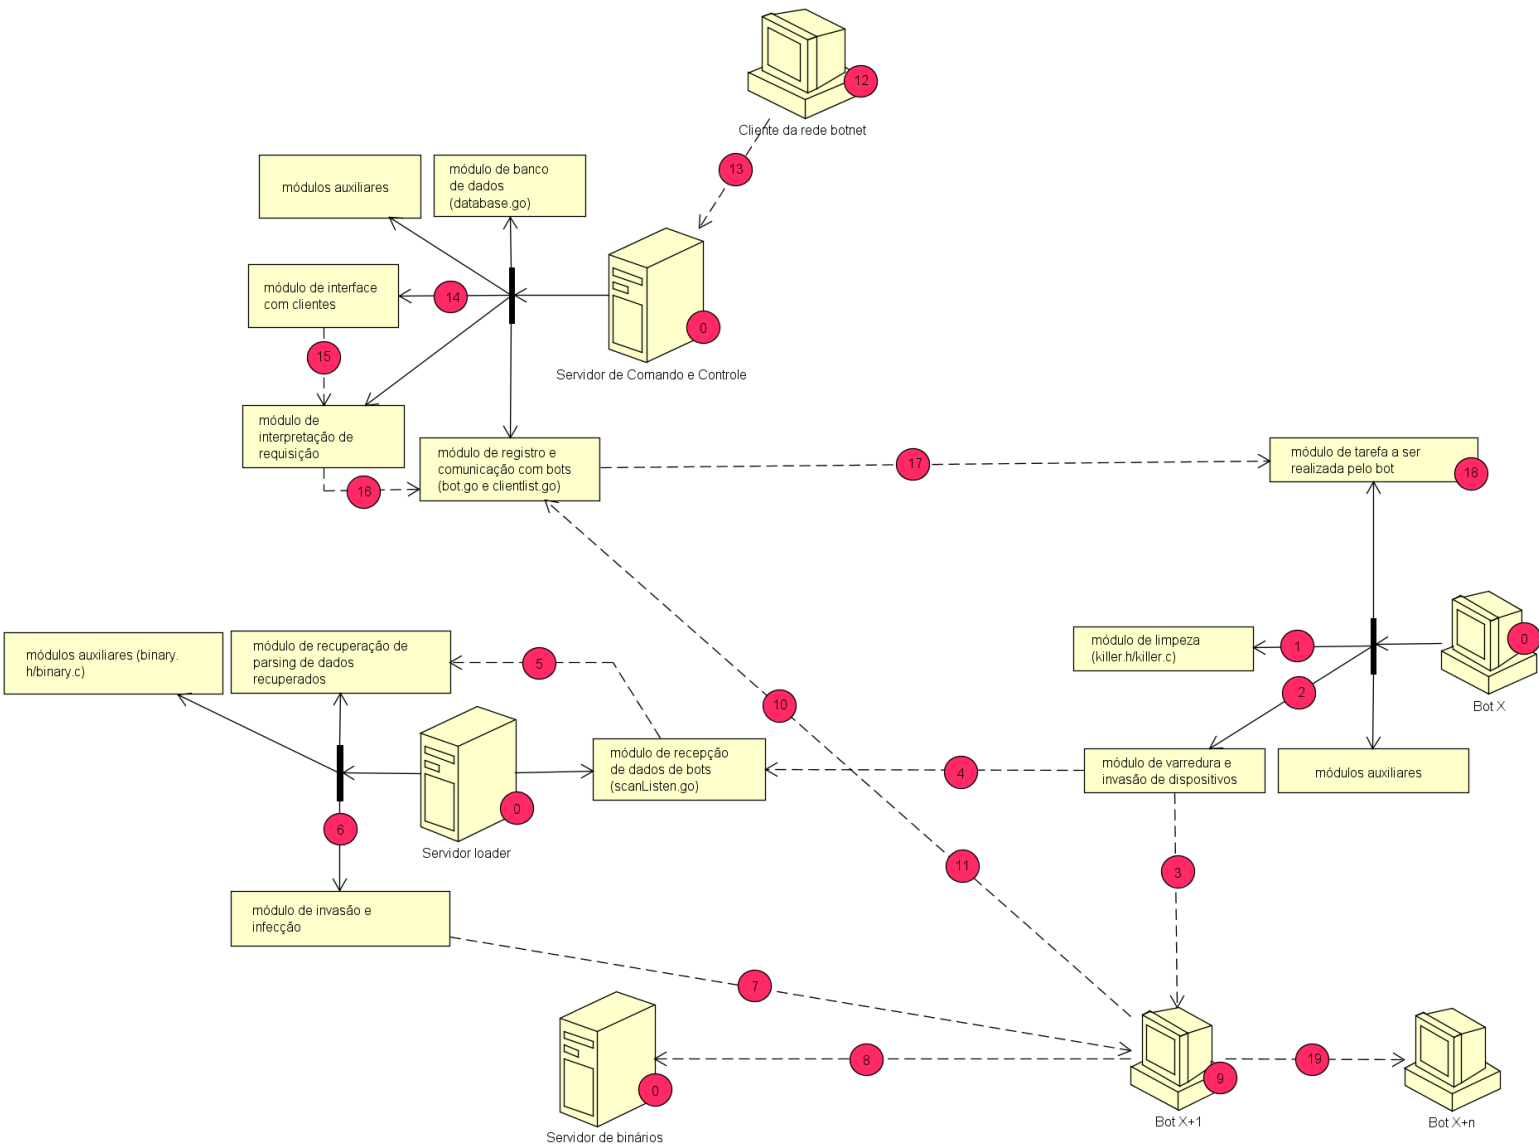 12
Cliente da rede botnet
13
módulos auxiliares
módulo de banco
de dados
(database.go)
módulo de interface
com clientes
14
0
Servidor de Comando e Controle
15
módulo de
interpretação de
requisição
16
módulo de registro e
comunicação com bots
(bot.go e clientlist.go)
17
módulo de tarefa a ser
realizada pelo bot
18
módulos auxiliares (binary.
h/binary.c)
módulo de recuperação de
parsing de dados
recuperados
5
módulo de limpeza
(killer.h/killer.c)
1
0
Bot X
2
10
módulo de recepção
de dados de bots
(scanListen.go)
4
módulo de varredura e
invasão de dispositivos
módulos auxiliares
6
0
Servidor loader
11
3
módulo de invasão e
infecção
7
8
0
Servidor de binários
9
Bot X+1
19
Bot X+n